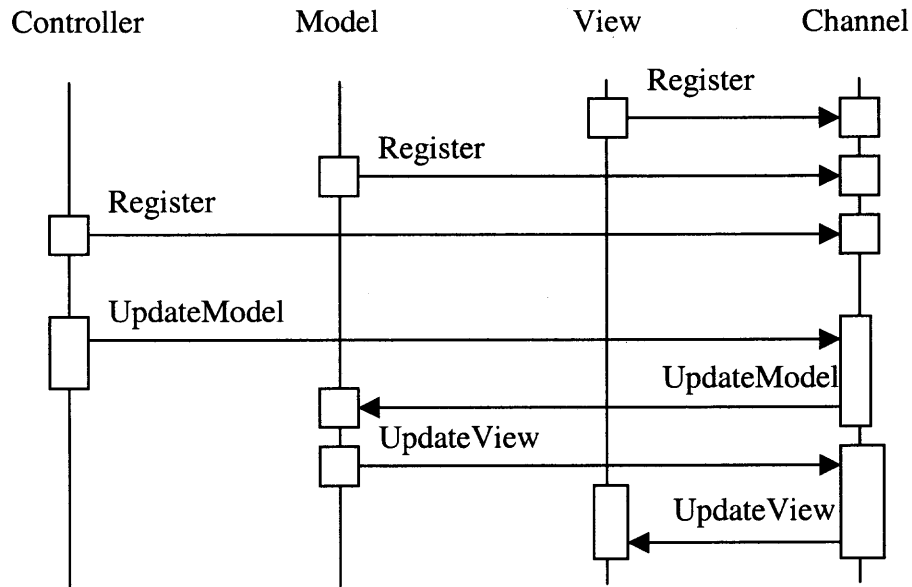 Controller Model View Channel
Register
Register
Register
UpdateModel
UpdateModel
UpdateView
UpdateView